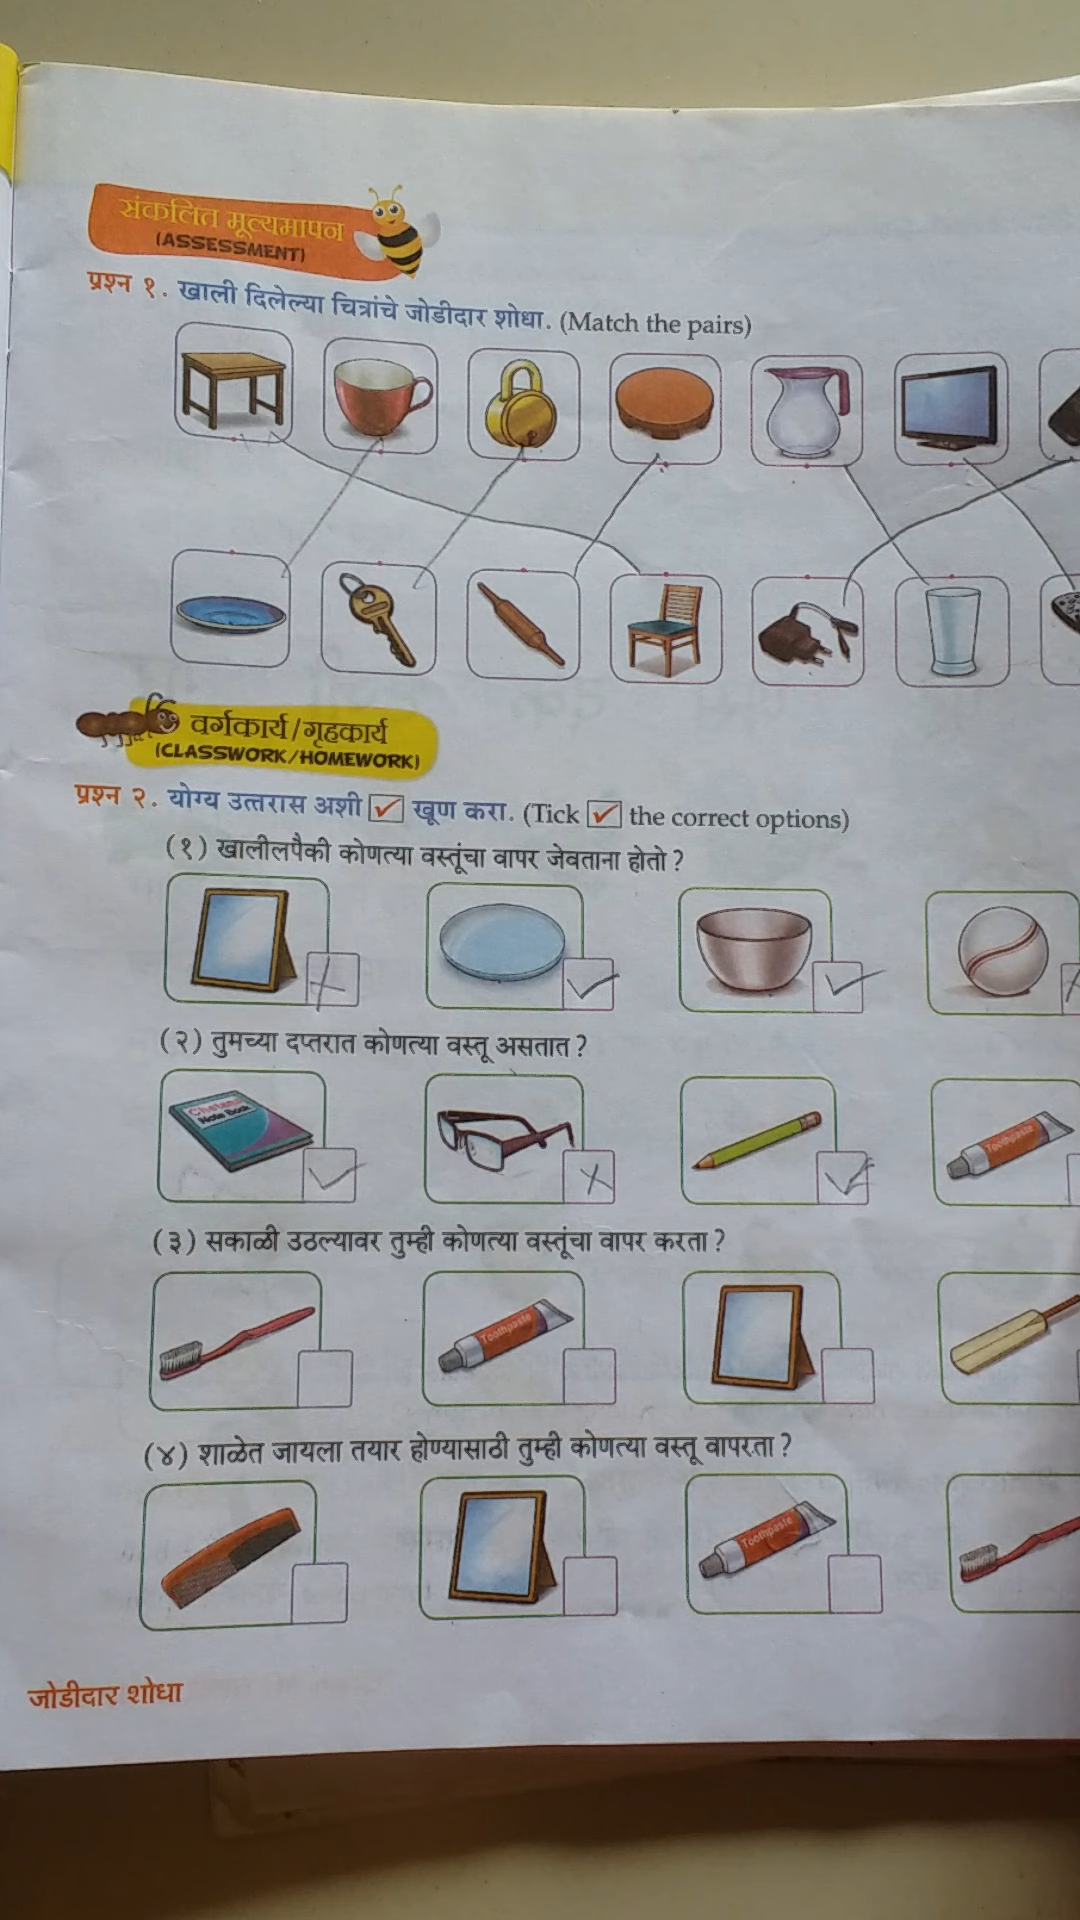 संकलित मूल्यमापन
(ASSESSMENT)
प्रश्न १. खाली दिलेल्या चित्रांचे जोडीदार शोधा. (Match the pairs)
वर्गकार्य/गृहकार्य
(CLASSWORK/HOMEWORK)
प्रश्न २. योग्य उत्तरास अशी ✓ खूण करा. (Tick ✓ the correct options)
(१) खालीलपैकी कोणत्या वस्तूंचा वापर जेवताना होतो ?
(२) तुमच्या दप्तरात कोणत्या वस्तू असतात ?
Chetana
Note Book
Toothpaste
(३) सकाळी उठल्यावर तुम्ही कोणत्या वस्तूंचा वापर करता ?
Toothpaste
(४) शाळेत जायला तयार होण्यासाठी तुम्ही कोणत्या वस्तू वापरता ?
Toothpaste
जोडीदार शोधा